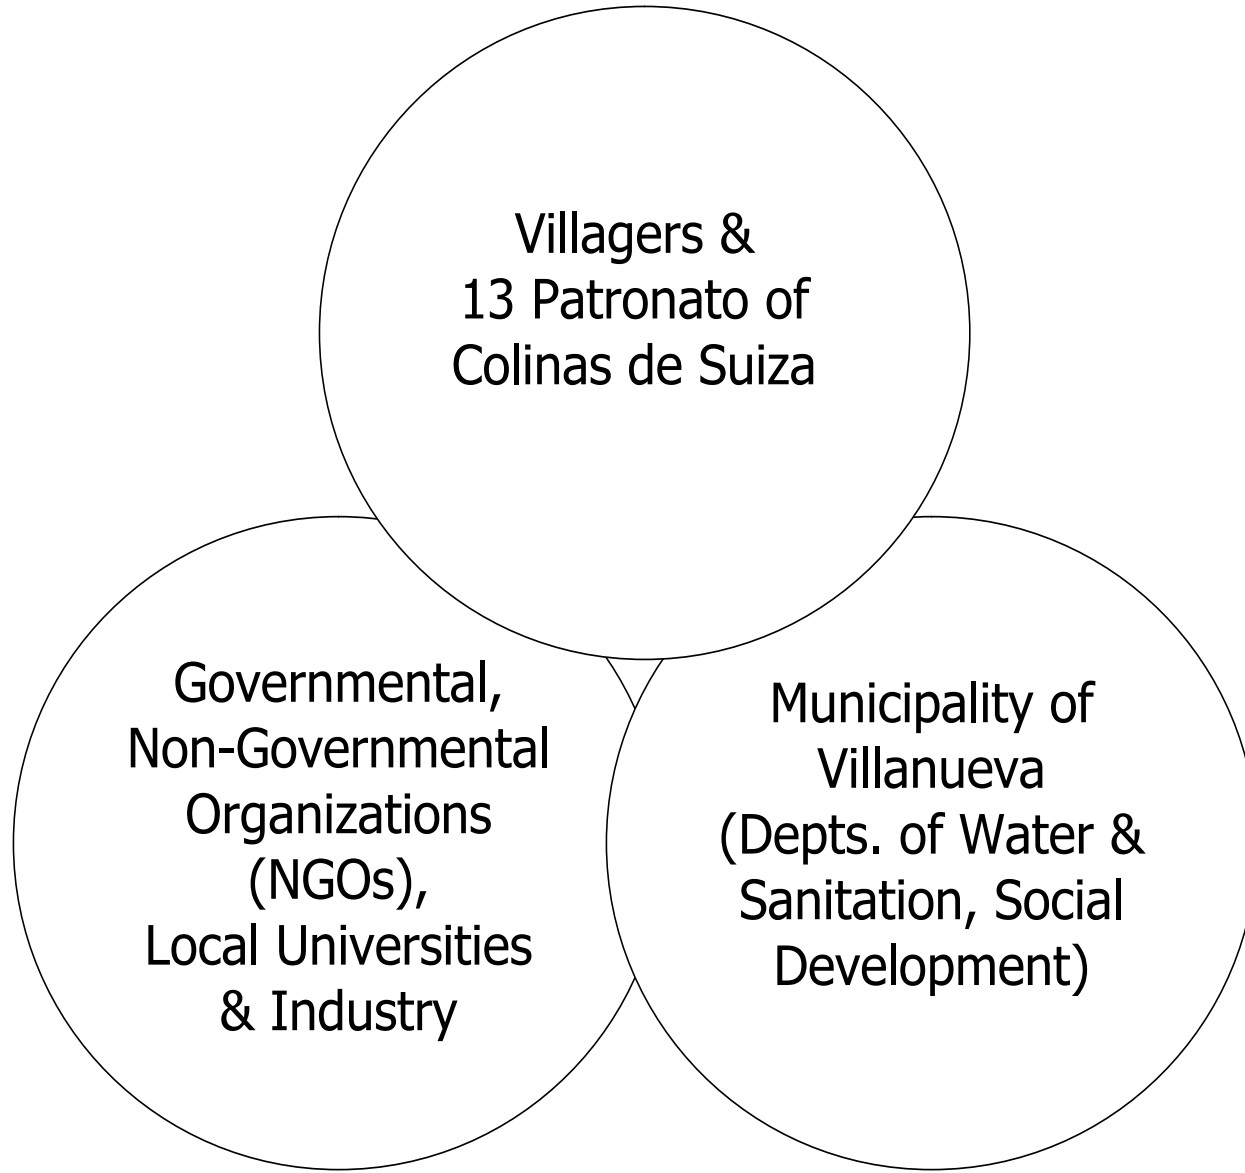 Villagers &
13 Patronato of
Colinas de Suiza
Governmental,
Non-Governmental
Organizations
(NGOs),
Local Universities
& Industry
Municipality of
Villanueva
(Depts. of Water &
Sanitation, Social
Development)